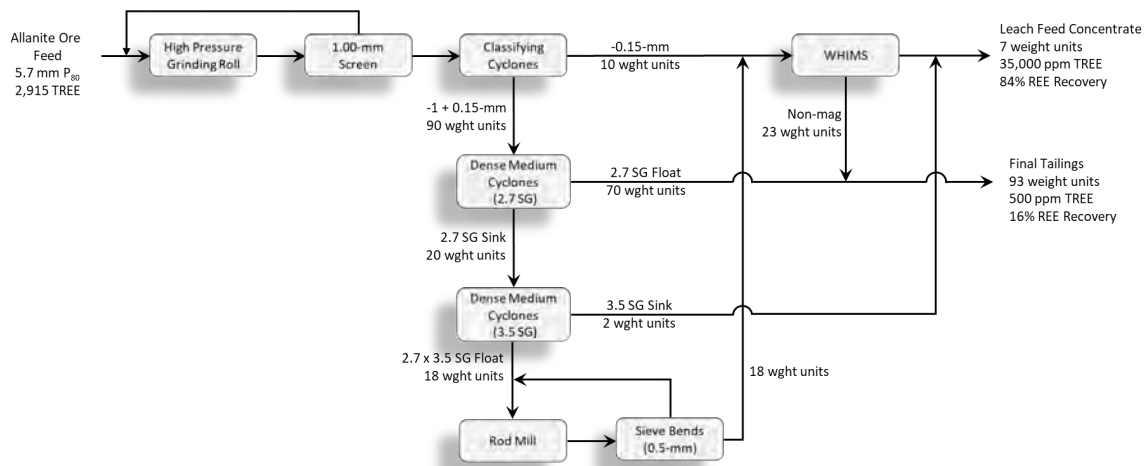 Allanite Ore
Feed
5.7 mm P80
2,915 TREE
High Pressure
Grinding Roll
1.00-mm
Screen
Classifying
Cyclones
-0.15-mm
10 wght units
WHIMS
Leach Feed Concentrate
7 weight units
35,000 ppm TREE
84% REE Recovery
-1 + 0.15-mm
90 wght units
Non-mag
23 wght units
Dense Medium
Cyclones
(2.7 SG)
2.7 SG Float
70 wght units
Final Tailings
93 weight units
500 ppm TREE
16% REE Recovery
2.7 SG Sink
20 wght units
Dense Medium
Cyclones
(3.5 SG)
3.5 SG Sink
2 wght units
2.7 x 3.5 SG Float
18 wght units
18 wght units
Rod Mill
Sieve Bends
(0.5-mm)